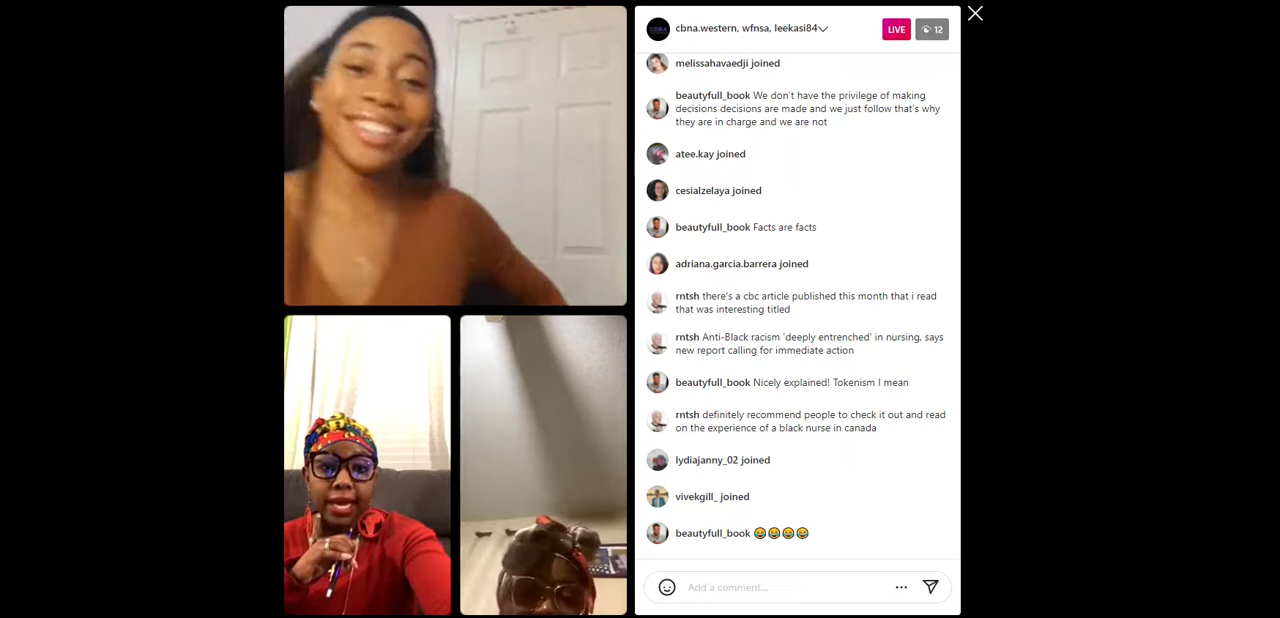 cbna.western, wfnsa, leekasi84
LIVE
12
melissahavaedji joined
beautyfull_book We don't have the privilege of making
decisions decisions are made and we just follow that's why
they are in charge and we are not
atee.kay joined
cesialzelaya joined
beautyfull_book Facts are facts
adriana.garcia.barrera joined
rntsh there's a cbc article published this month that i read
that was interesting titled
rntsh Anti-Black racism 'deeply entrenched' in nursing, says
new report calling for immediate action
beautyfull_book Nicely explained! Tokenism I mean
rntsh definitely recommend people to check it out and read
on the experience of a black nurse in canada
lydiajanny_02 joined
vivekgill_ joined
beautyfull_book 😂😂😂😂
Add a comment...